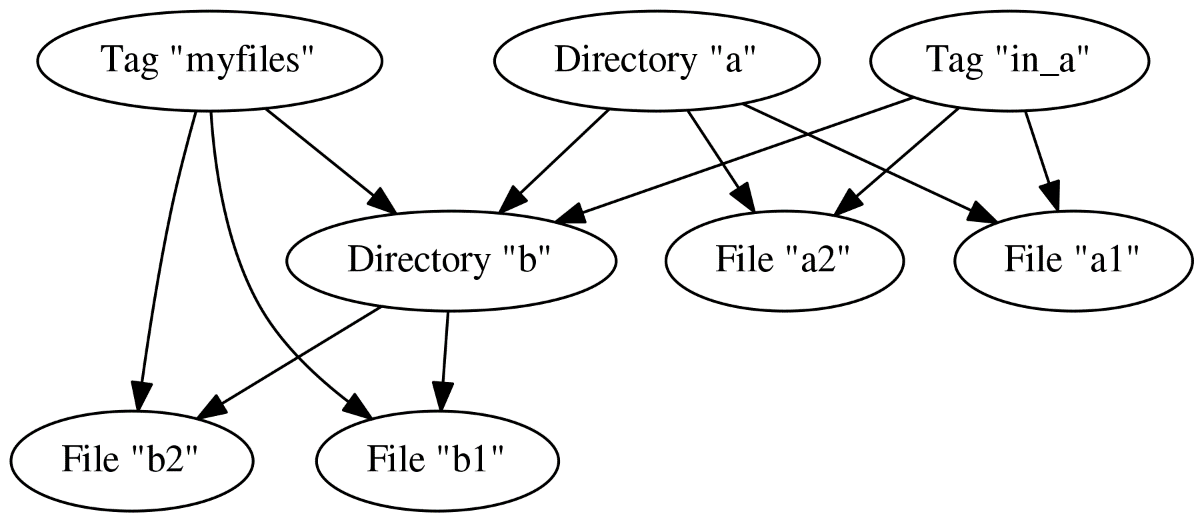 Tag "myfiles"
Directory "a"
Tag "in_a"
Directory "b"
File "a2"
File "a1"
File "b2"
File "b1"